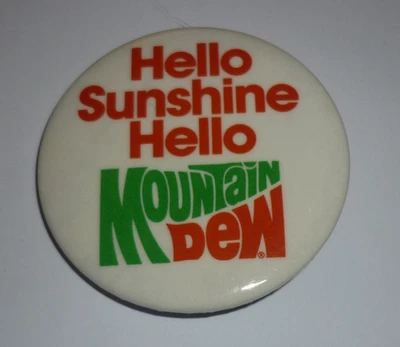 Hello
Sunshine
Hello
Mountain
Dew®